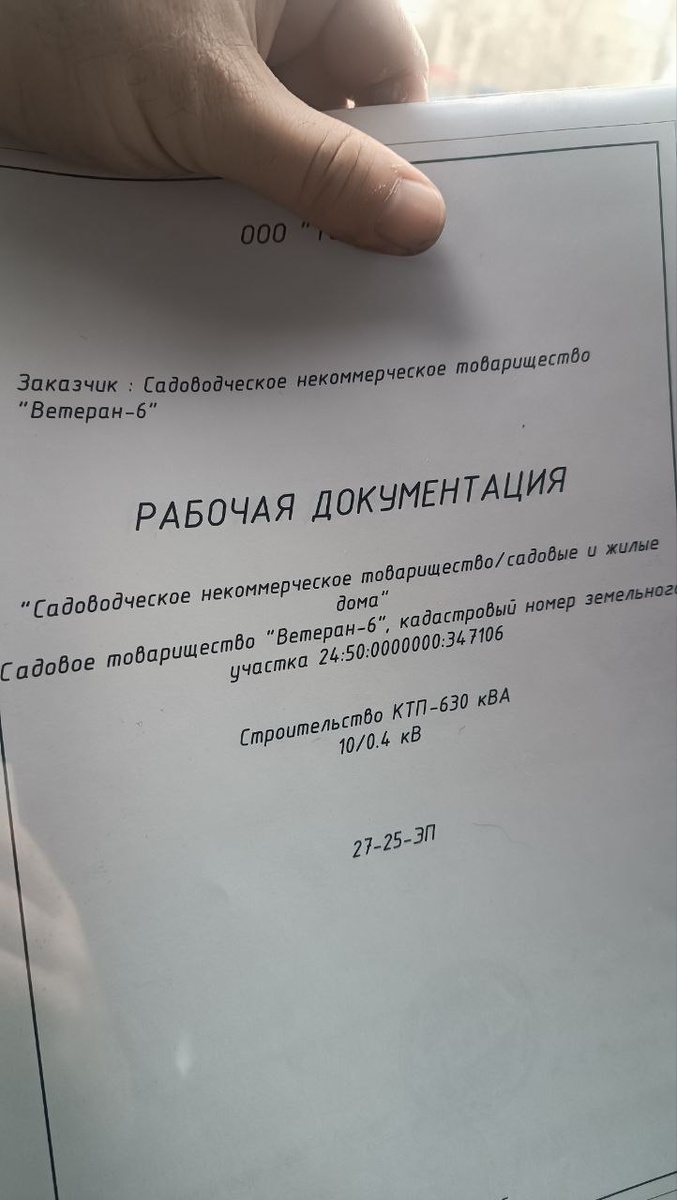 ООО "
Заказчик : Садоводческое некоммерческое товарищество
"Ветеран-6"
РАБОЧАЯ ДОКУМЕНТАЦИЯ
"Садоводческое некоммерческое товарищество/садовые и жилые
дома"
Садовое товарищество "Ветеран-6", кадастровый номер земельного
участка 24:50:0000000:347106
Строительство КТП-630 кВА
10/0.4 кВ
27-25-ЭП